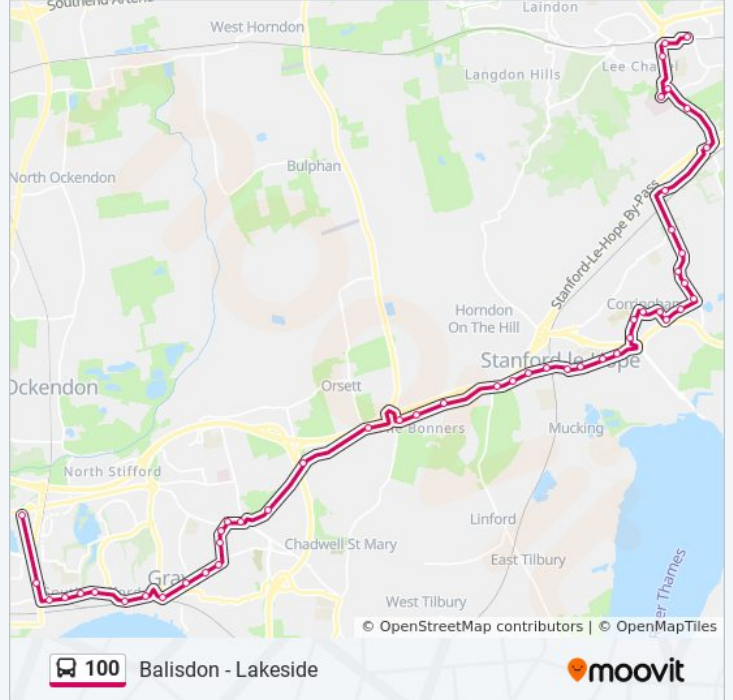 Southend Arteri
Laindon
West Horndon
Langdon Hills
Lee Chapel
Bulphan
North Ockendon
Stanford-Le-Hope By-Pass
Corringham
Horndon
On The Hill
Stanford-le-Hope
Orsett
Ockendon
Bonners
Mucking
North Stifford
Linford
Chadwell St Mary
East Tilbury
West Tilbury
er Thames
© OpenStreetMap contributors | © OpenMapTiles
100 Balisdon - Lakeside
moovit